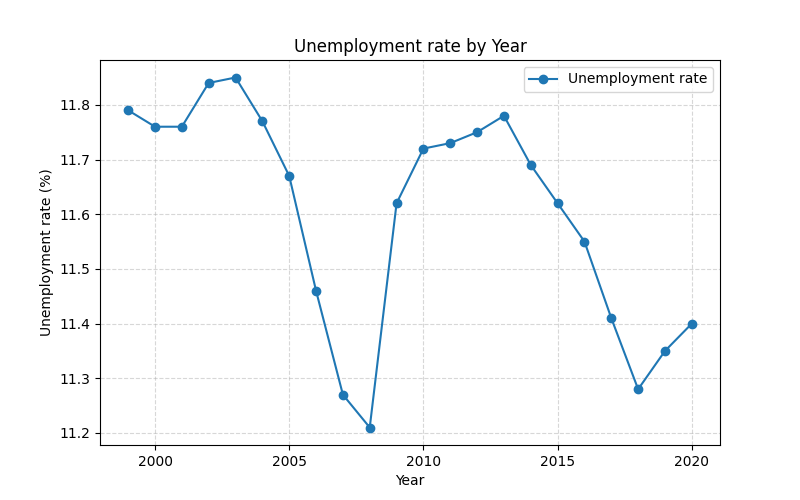 Unemployment rate by Year
Unemployment rate
Unemployment rate (%)
11.8
11.7
11.6
11.5
11.4
11.3
11.2
2000 2005 2010 2015 2020
Year